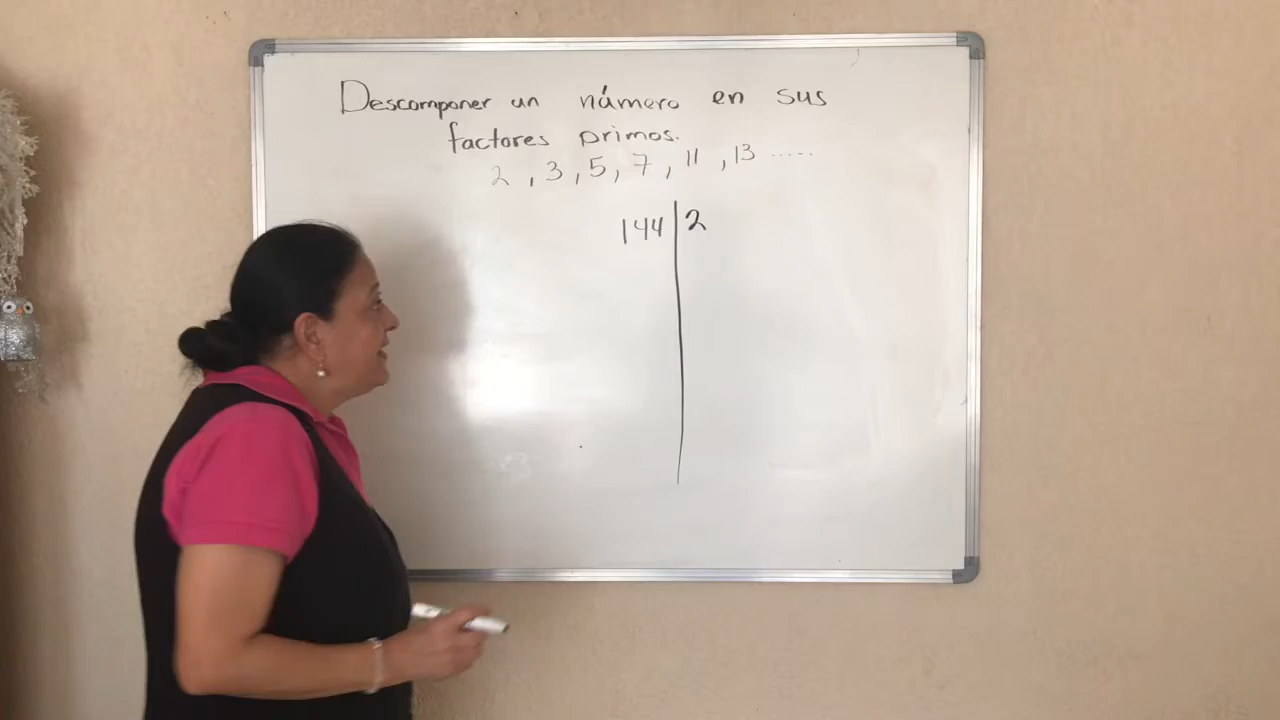 Descomponer un número en sus
factores primos.
2, 3, 5, 7, 11, 13 .....
144 | 2